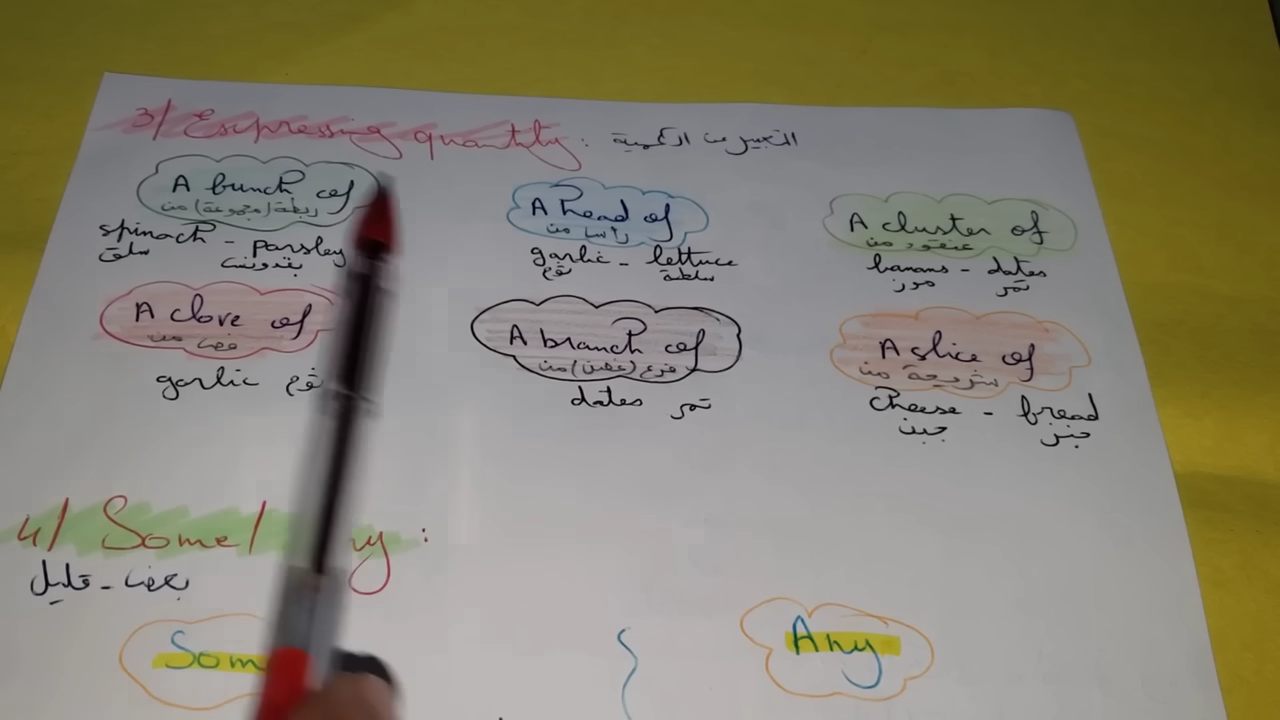 3/ Expressing quantity : التعبير عن الكمية
A bunch of
ربطة (مجموعة) من
spinach - parsley
سلق بقدونس
A head of
رأسا من
garlic - lettuce
ثوم سلطة
A cluster of
عنقود من
banans - dates
موز تمر
A clove of
فصا من
garlic ثوم
A branch of
فرع (غصن) من
dates تمر
A slice of
شريحة من
cheese - bread
جبن خبز
4/ Some/ :
بعض - قليل
Any